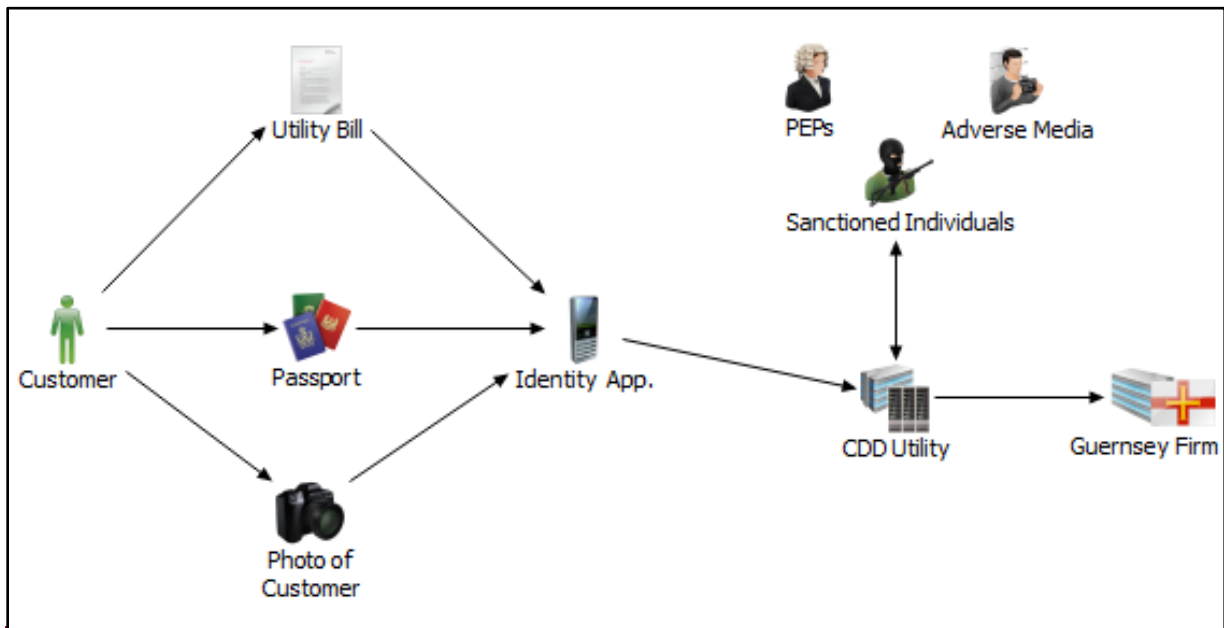 Utility Bill
PEPs
Adverse Media
Sanctioned Individuals
Customer
Passport
Identity App.
CDD Utility
Guernsey Firm
Photo of
Customer